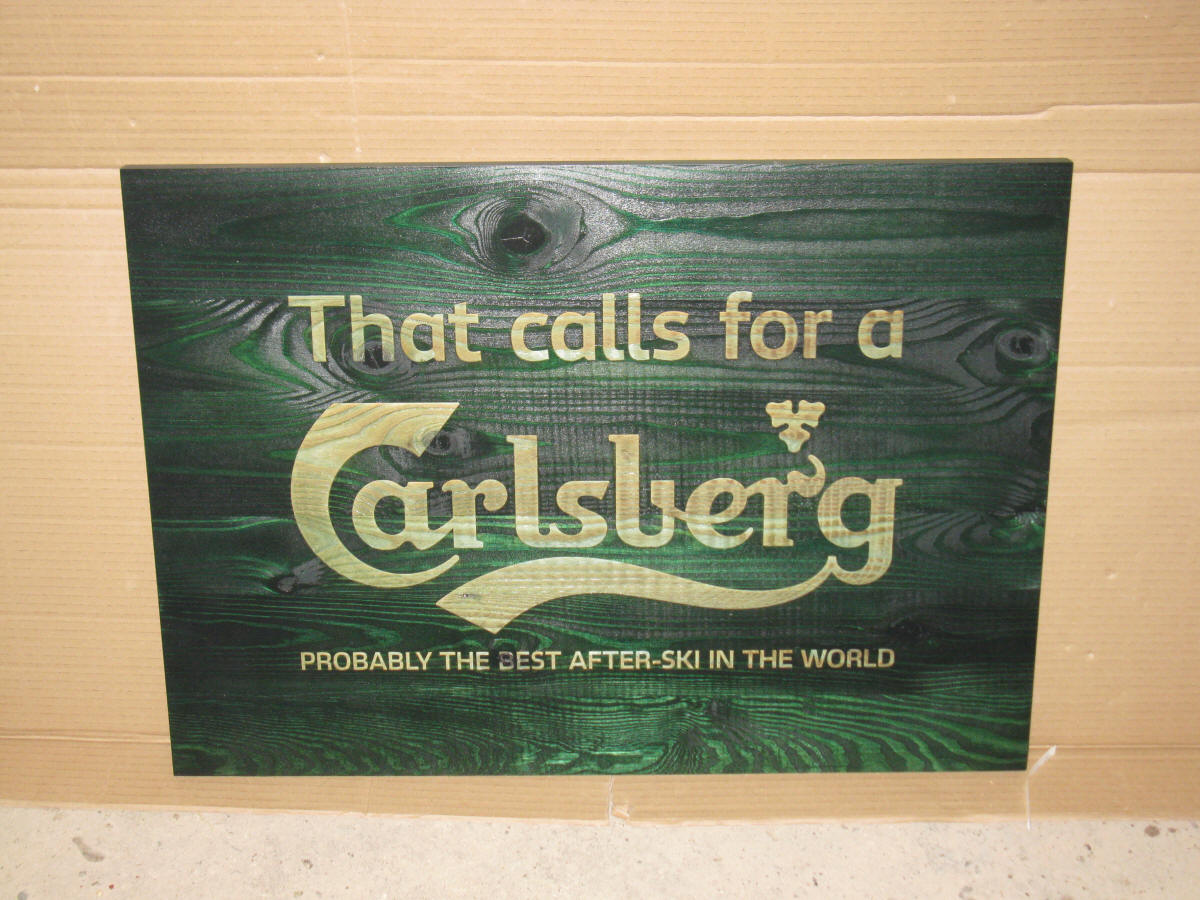 That calls for a
Carlsberg
PROBABLY THE BEST AFTER-SKI IN THE WORLD